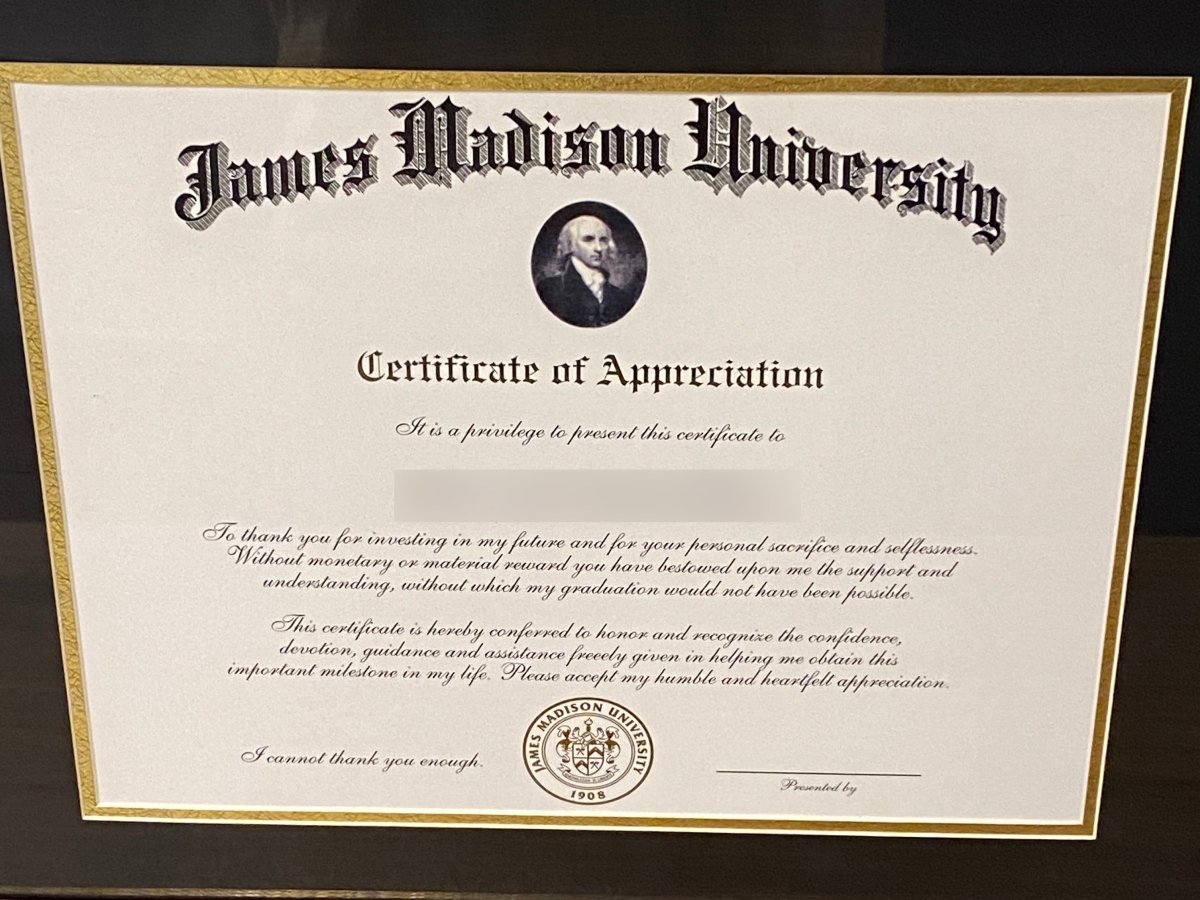 James Madison University
Certificate of Appreciation
It is a privilege to present this certificate to
To thank you for investing in my future and for your personal sacrifice and selflessness.
Without monetary or material reward you have bestowed upon me the support and
understanding, without which my graduation would not have been possible.
This certificate is hereby conferred to honor and recognize the confidence,
devotion, guidance and assistance freeely given in helping me obtain this
important milestone in my life. Please accept my humble and heartfelt appreciation.
I cannot thank you enough.
JAMES MADISON UNIVERSITY
1908
Presented by